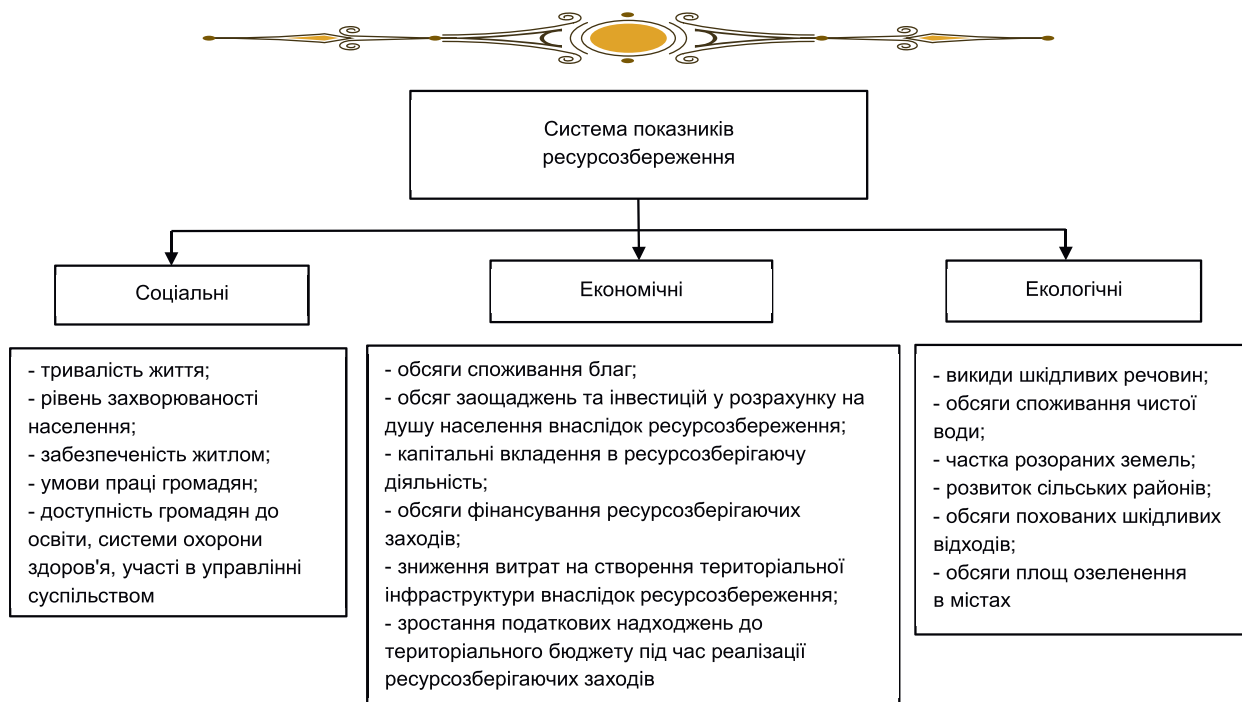 Система показників
ресурсозбереження
Соціальні
Економічні
Екологічні
- тривалість життя;
- рівень захворюваності
населення;
- забезпеченість житлом;
- умови праці громадян;
- доступність громадян до
освіти, системи охорони
здоров'я, участі в управлінні
суспільством
- обсяги споживання благ;
- обсяг заощаджень та інвестицій у розрахунку на
душу населення внаслідок ресурсозбереження;
- капітальні вкладення в ресурсозберігаючу
діяльність;
- обсяги фінансування ресурсозберігаючих
заходів;
- зниження витрат на створення територіальної
інфраструктури внаслідок ресурсозбереження;
- зростання податкових надходжень до
територіального бюджету під час реалізації
ресурсозберігаючих заходів
- викиди шкідливих речовин;
- обсяги споживання чистої
води;
- частка розораних земель;
- розвиток сільських районів;
- обсяги похованих шкідливих
відходів;
- обсяги площ озеленення
в містах